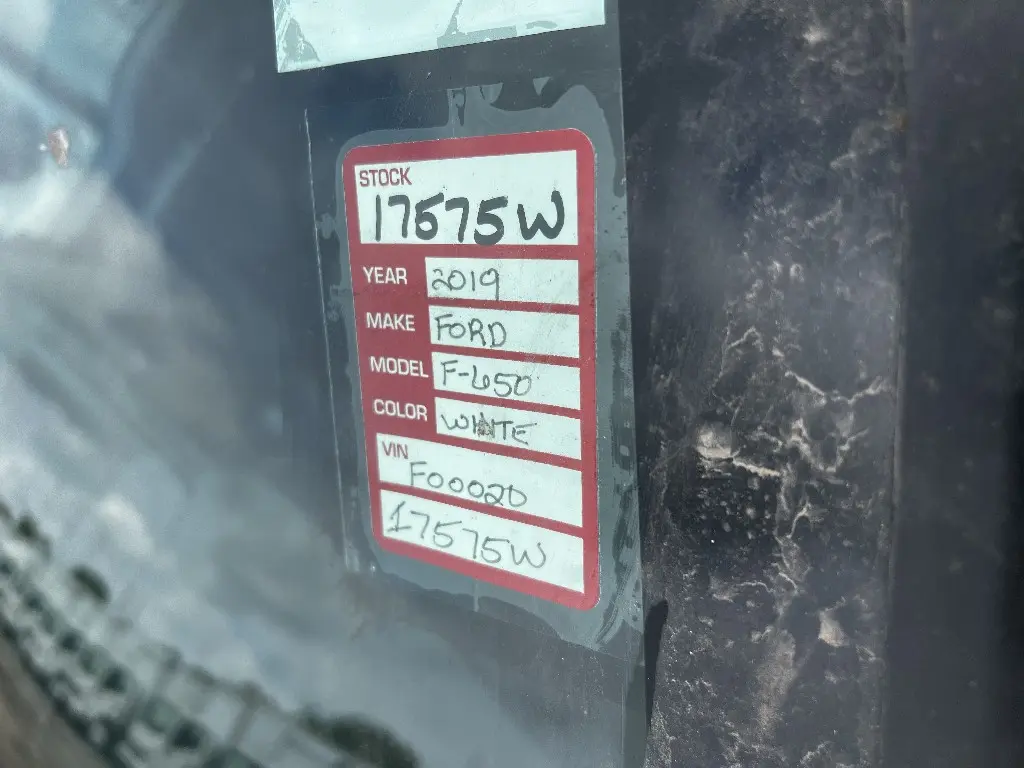 STOCK
17575W
YEAR 2019
MAKE FORD
MODEL F-650
COLOR WHITE
VIN
F00020
17575W